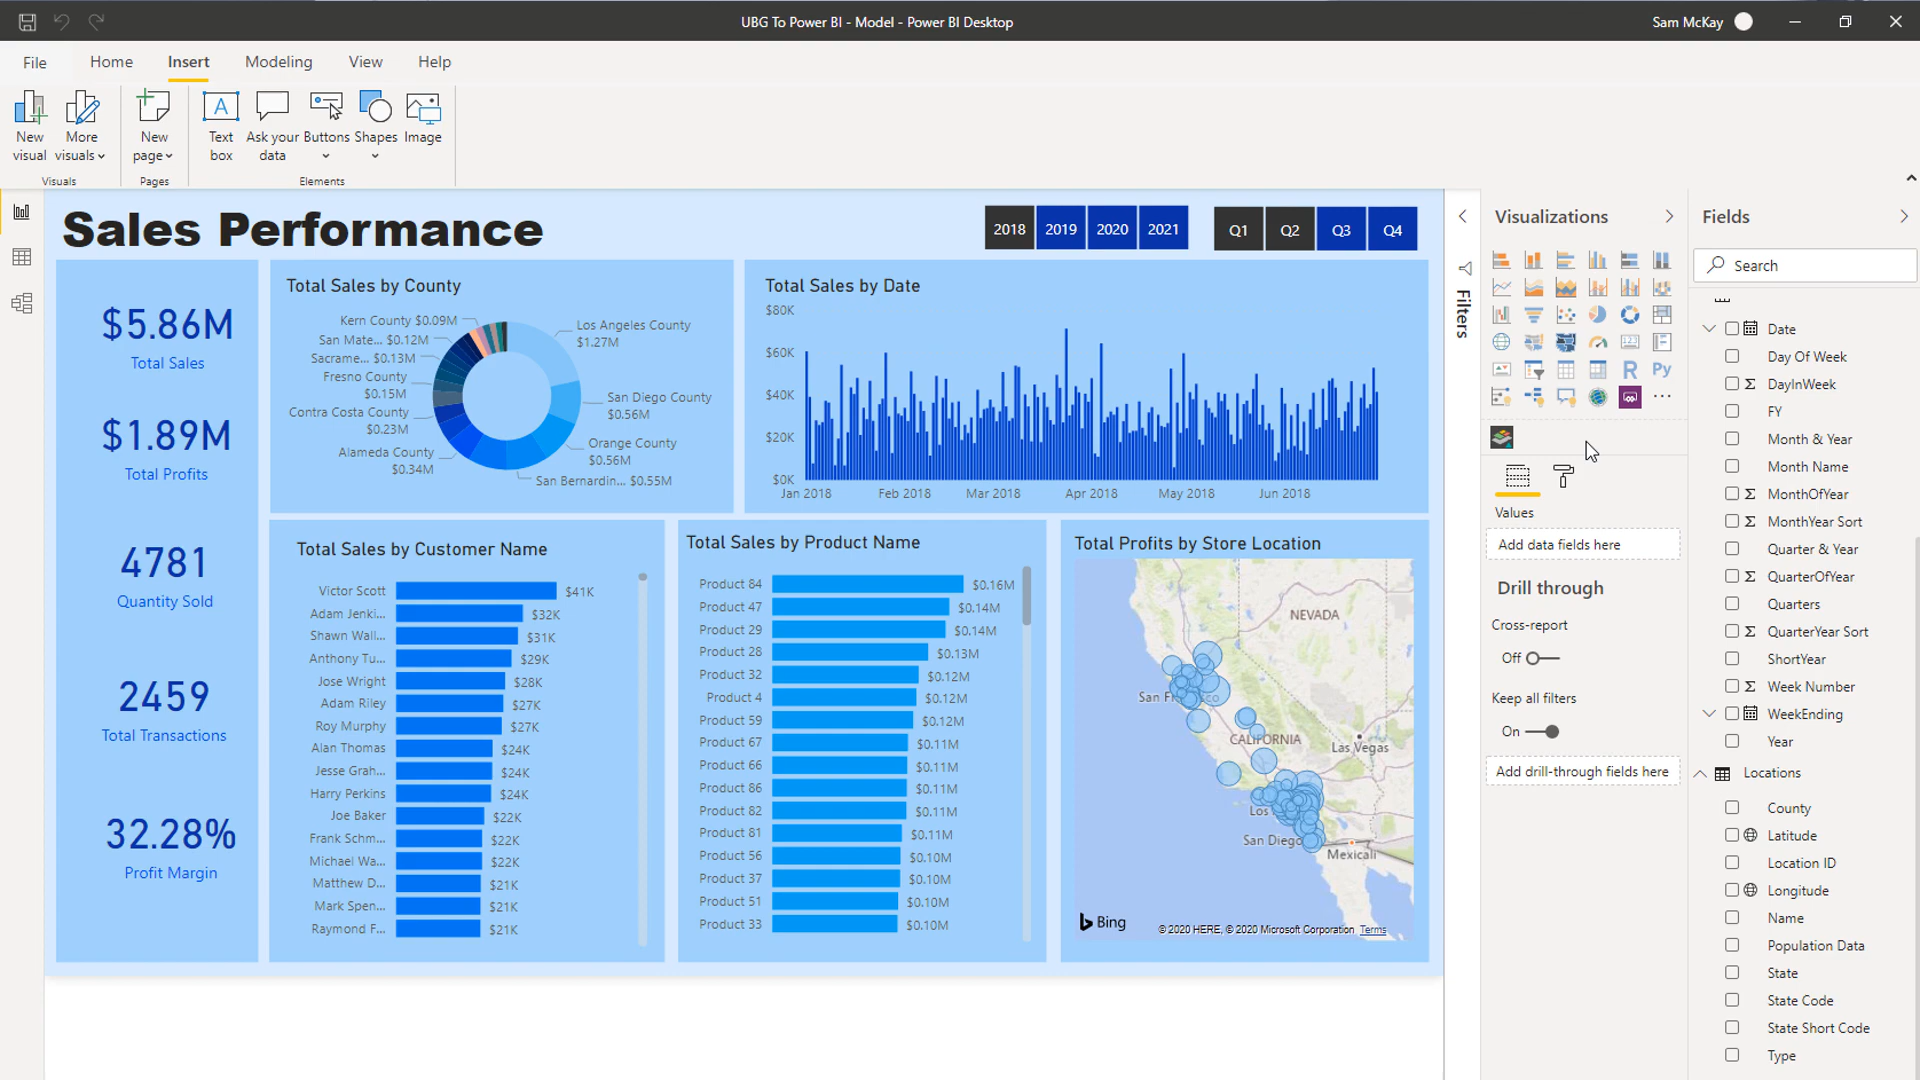 UBG To Power BI - Model - Power BI Desktop
Sam McKay
File
Home
Insert
Modeling
View
Help
New visual
More visuals
New page
Text box
Ask your data
Buttons
Shapes
Image
Visuals
Pages
Elements
Sales Performance
2018
2019
2020
2021
Q1
Q2
Q3
Q4
$5.86M
Total Sales
$1.89M
Total Profits
4781
Quantity Sold
2459
Total Transactions
32.28%
Profit Margin
Total Sales by County
Kern County $0.09M
San Mate... $0.12M
Sacrame... $0.13M
Fresno County
$0.15M
Contra Costa County
$0.23M
Alameda County
$0.34M
Los Angeles County
$1.27M
San Diego County
$0.56M
Orange County
$0.56M
San Bernardin... $0.55M
Total Sales by Date
$80K
$60K
$40K
$20K
$0K
Jan 2018
Feb 2018
Mar 2018
Apr 2018
May 2018
Jun 2018
Total Sales by Customer Name
Victor Scott $41K
Adam Jenki... $32K
Shawn Wall... $31K
Anthony Tu... $29K
Jose Wright $28K
Adam Riley $27K
Roy Murphy $27K
Alan Thomas $24K
Jesse Grah... $24K
Harry Perkins $24K
Joe Baker $22K
Frank Schm... $22K
Michael Wa... $22K
Matthew D... $21K
Mark Spen... $21K
Raymond F... $21K
Total Sales by Product Name
Product 84 $0.16M
Product 47 $0.14M
Product 29 $0.14M
Product 28 $0.13M
Product 32 $0.12M
Product 4 $0.12M
Product 59 $0.12M
Product 67 $0.11M
Product 66 $0.11M
Product 86 $0.11M
Product 82 $0.11M
Product 81 $0.11M
Product 56 $0.10M
Product 37 $0.10M
Product 51 $0.10M
Product 33 $0.10M
Total Profits by Store Location
NEVADA
CALIFORNIA
Las Vegas
San Diego
Mexicali
Bing
© 2020 HERE, © 2020 Microsoft Corporation Terms
Filters
Visualizations
R
Py
Values
Add data fields here
Drill through
Cross-report
Off
Keep all filters
On
Add drill-through fields here
Fields
Search
Date
Day Of Week
DayInWeek
FY
Month & Year
Month Name
MonthOfYear
MonthYear Sort
Quarter & Year
QuarterOfYear
Quarters
QuarterYear Sort
ShortYear
Week Number
WeekEnding
Year
Locations
County
Latitude
Location ID
Longitude
Name
Population Data
State
State Code
State Short Code
Type